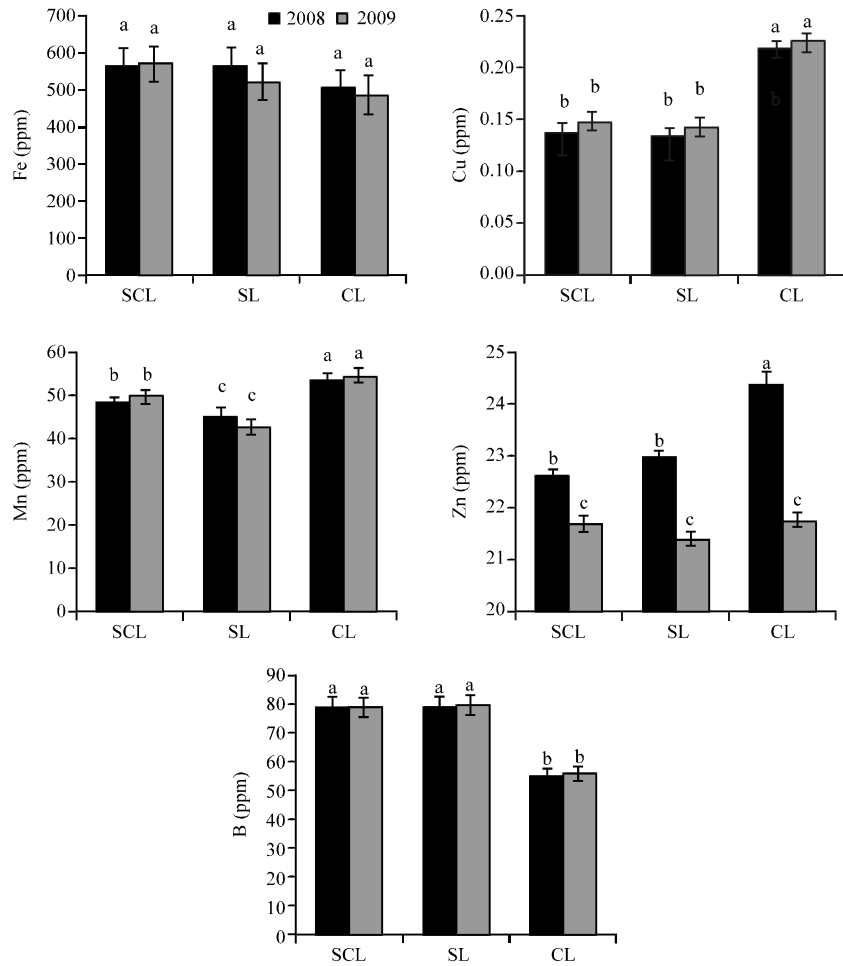 700
600
500
400
300
200
100
0
Fe (ppm)
2008 2009
a a a a a a
SCL SL CL
0.25
0.20
0.15
0.10
0.05
0.00
Cu (ppm)
b b b b a a
b
SCL SL CL
60
50
40
30
20
10
0
Mn (ppm)
b b c c a a
SCL SL CL
25
24
23
22
21
20
Zn (ppm)
b c b c a c
SCL SL CL
90
80
70
60
50
40
30
20
10
0
B (ppm)
a a a a b b
SCL SL CL